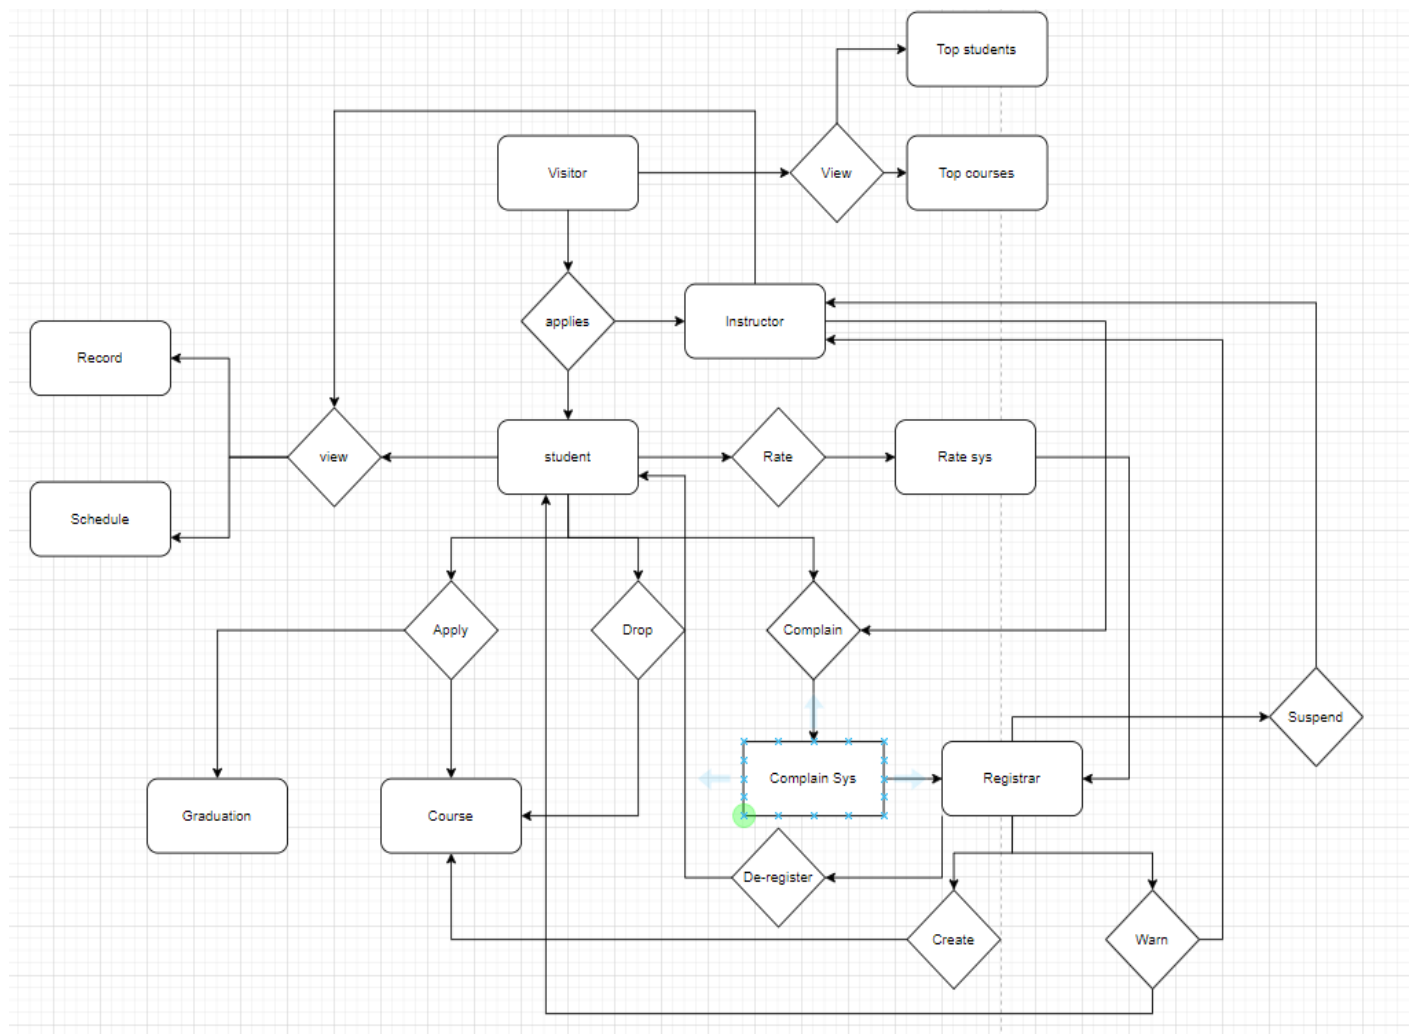 Top students
Visitor
View
Top courses
applies
Instructor
Record
view
student
Rate
Rate sys
Schedule
Apply
Drop
Complain
Suspend
Complain Sys
Registrar
Graduation
Course
De-register
Create
Warn